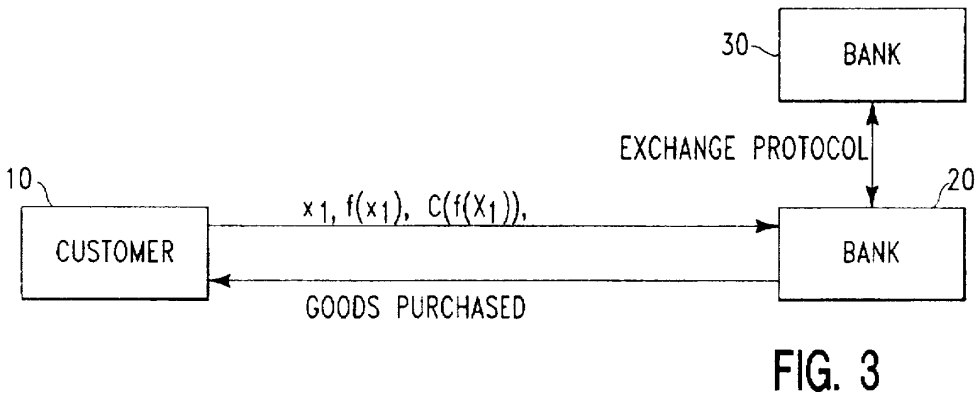 30
BANK
EXCHANGE PROTOCOL
10
20
x1, f(x1), C(f(X1)),
CUSTOMER
BANK
GOODS PURCHASED
FIG. 3